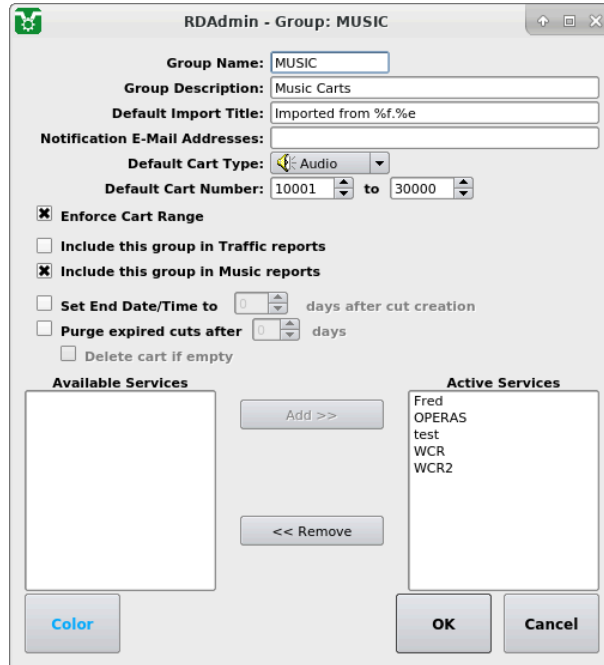 RDAdmin - Group: MUSIC
Group Name: MUSIC
Group Description: Music Carts
Default Import Title: Imported from %f.%e
Notification E-Mail Addresses:
Default Cart Type: Audio
Default Cart Number: 10001 to 30000
Enforce Cart Range
Include this group in Traffic reports
Include this group in Music reports
Set End Date/Time to 0 days after cut creation
Purge expired cuts after 0 days
Delete cart if empty
Available Services Active Services
Fred
OPERAS
test
WCR
WCR2
Add >>
<< Remove
Color OK Cancel